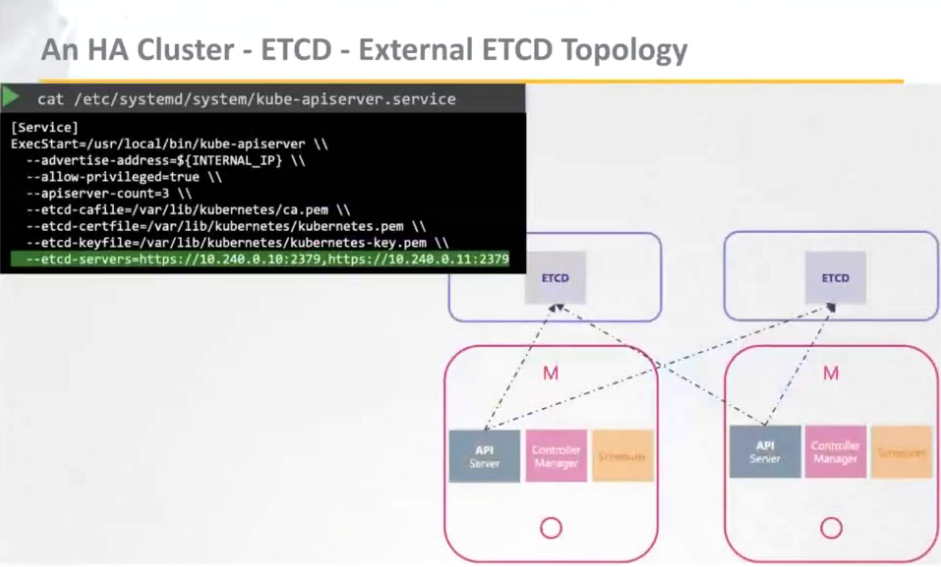 An HA Cluster - ETCD - External ETCD Topology
cat /etc/systemd/system/kube-apiserver.service
[Service]
ExecStart=/usr/local/bin/kube-apiserver \\
--advertise-address=${INTERNAL_IP} \\
--allow-privileged=true \\
--apiserver-count=3 \\
--etcd-cafile=/var/lib/kubernetes/ca.pem \\
--etcd-certfile=/var/lib/kubernetes/kubernetes.pem \\
--etcd-keyfile=/var/lib/kubernetes/kubernetes-key.pem \\
--etcd-servers=https://10.240.0.10:2379,https://10.240.0.11:2379
ETCD
ETCD
M
M
API
Server
Controller
Manager
Scheduler
API
Server
Controller
Manager
Scheduler